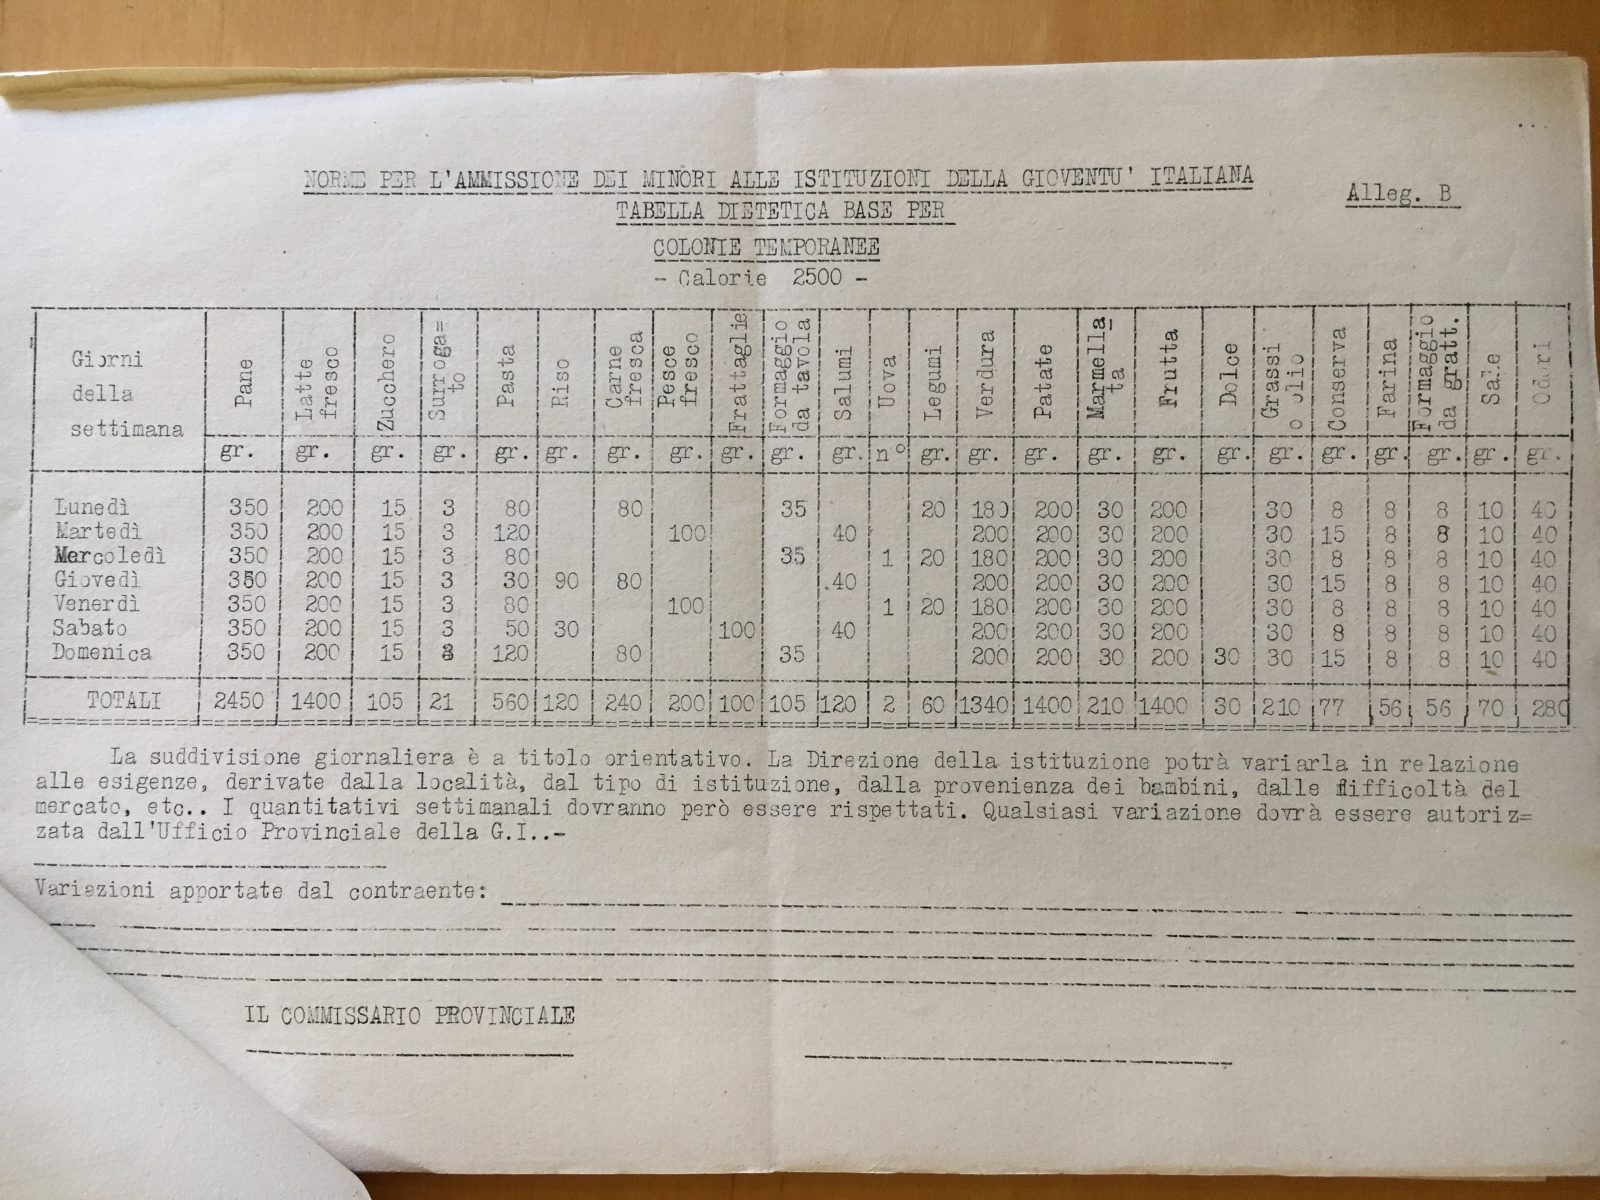 NORME PER L'AMMISSIONE DEI MINORI ALLE ISTITUZIONI DELLA GIOVENTU' ITALIANA
Alleg. B
TABELLA DIETETICA BASE PER
COLONIE TEMPORANEE
- Calorie 2500 -
Giorni della settimana | Pane | Latte fresco | Zucchero | Surroga=to | Pasta | Riso | Carne fresca | Pesce fresco | Frattaglie | Formaggio da tavola | Salumi | Uova | Legumi | Verdura | Patate | Marmella-ta | Frutta | Dolce | Grassi o olio | Conserva | Farina | Formaggio da gratt. | Sale | Odori
gr. | gr. | gr. | gr. | gr. | gr. | gr. | gr. | gr. | gr. | gr. | n° | gr. | gr. | gr. | gr. | gr. | gr. | gr. | gr. | gr. | gr. | gr. | gr.
Lunedì 350 200 15 3 80 80 35 20 180 200 30 200 30 8 8 8 10 40
Martedì 350 200 15 3 120 100 40 200 200 30 200 30 15 8 8 10 40
Mercoledì 350 200 15 3 80 35 1 20 180 200 30 200 30 8 8 8 10 40
Giovedì 350 200 15 3 30 90 80 .40 200 200 30 200 30 15 8 8 10 40
Venerdì 350 200 15 3 80 100 1 20 180 200 30 200 30 8 8 8 10 40
Sabato 350 200 15 3 50 30 100 40 200 200 30 200 30 8 8 8 10 40
Domenica 350 200 15 3 120 80 35 200 200 30 200 30 30 15 8 8 10 40
TOTALI 2450 1400 105 21 560 120 240 200 100 105 120 2 60 1340 1400 210 1400 30 210 77 56 56 70 280
La suddivisione giornaliera è a titolo orientativo. La Direzione della istituzione potrà variarla in relazione
alle esigenze, derivate dalla località, dal tipo di istituzione, dalla provenienza dei bambini, dalle difficoltà del
mercato, etc.. I quantitativi settimanali dovranno però essere rispettati. Qualsiasi variazione dovrà essere autoriz=
zata dall'Ufficio Provinciale della G.I..-
Variazioni apportate dal contraente:
IL COMMISSARIO PROVINCIALE